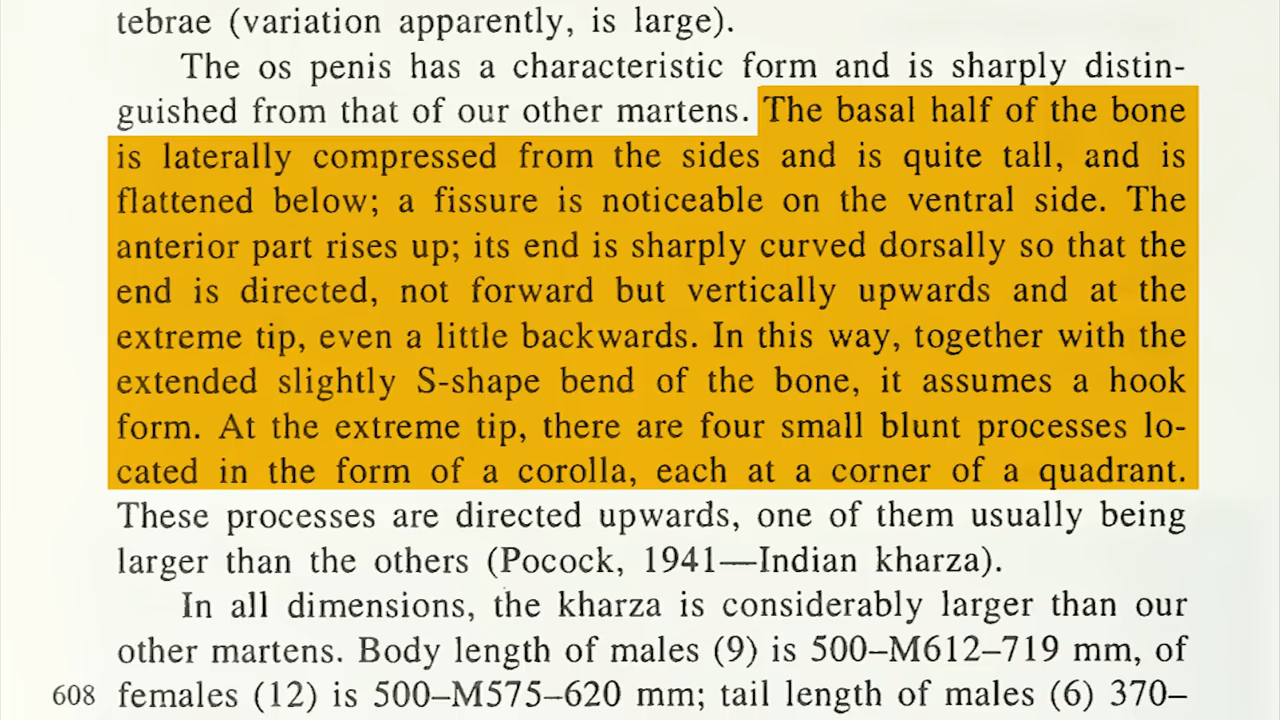 tebrae (variation apparently, is large).
The os penis has a characteristic form and is sharply distin-
guished from that of our other martens. The basal half of the bone
is laterally compressed from the sides and is quite tall, and is
flattened below; a fissure is noticeable on the ventral side. The
anterior part rises up; its end is sharply curved dorsally so that the
end is directed, not forward but vertically upwards and at the
extreme tip, even a little backwards. In this way, together with the
extended slightly S-shape bend of the bone, it assumes a hook
form. At the extreme tip, there are four small blunt processes lo-
cated in the form of a corolla, each at a corner of a quadrant.
These processes are directed upwards, one of them usually being
larger than the others (Pocock, 1941—Indian kharza).
In all dimensions, the kharza is considerably larger than our
other martens. Body length of males (9) is 500–M612–719 mm, of
608 females (12) is 500–M575–620 mm; tail length of males (6) 370–